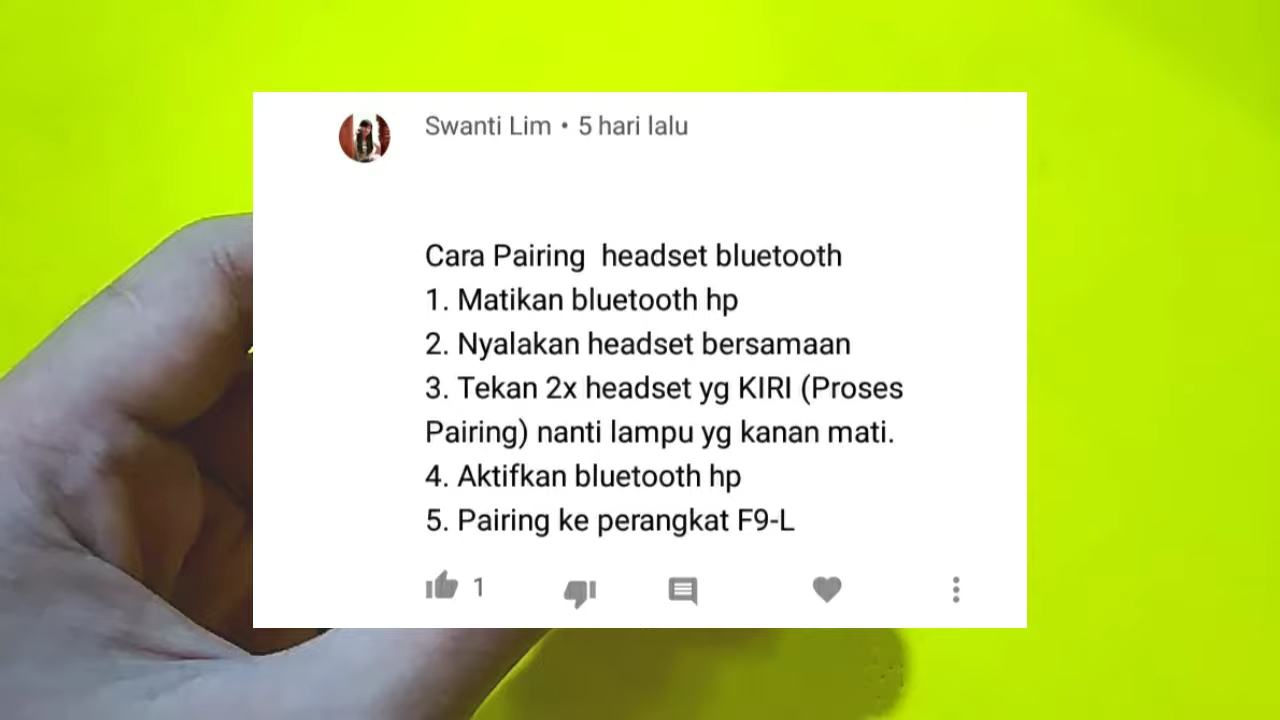 Swanti Lim • 5 hari lalu
Cara Pairing  headset bluetooth
1. Matikan bluetooth hp
2. Nyalakan headset bersamaan
3. Tekan 2x headset yg KIRI (Proses
Pairing) nanti lampu yg kanan mati.
4. Aktifkan bluetooth hp
5. Pairing ke perangkat F9-L
1